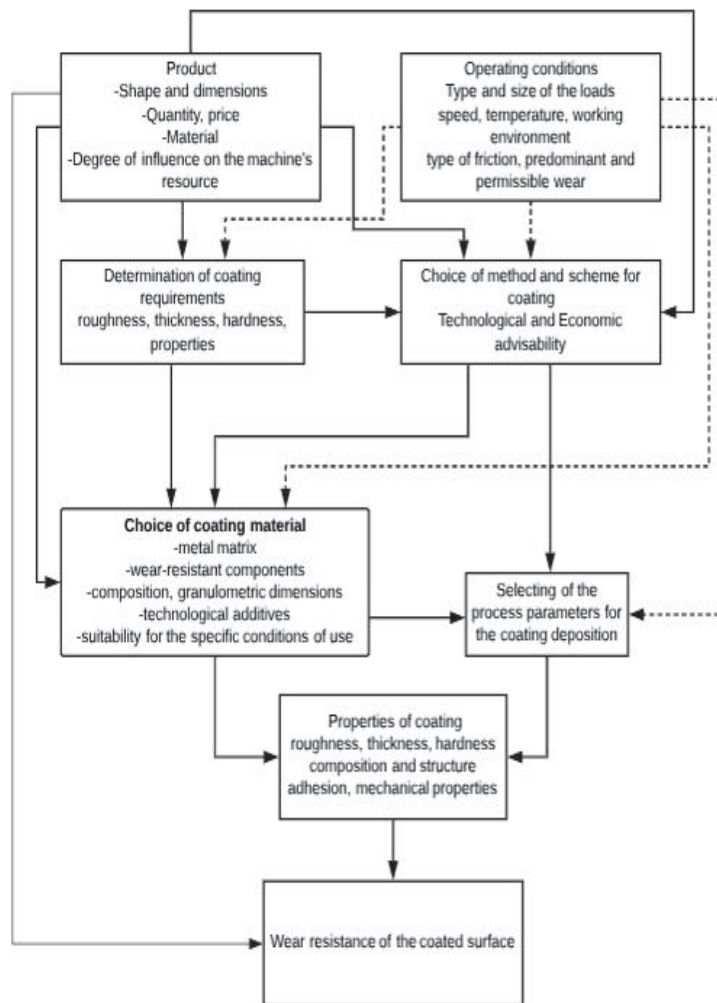 Product
-Shape and dimensions
-Quantity, price
-Material
-Degree of influence on the machine's
resource
Operating conditions
Type and size of the loads
speed, temperature, working
environment
type of friction, predominant and
permissible wear
Determination of coating
requirements
roughness, thickness, hardness,
properties
Choice of method and scheme for
coating
Technological and Economic
advisability
Choice of coating material
-metal matrix
-wear-resistant components
-composition, granulometric dimensions
-technological additives
-suitability for the specific conditions of use
Selecting of the
process parameters for
the coating deposition
Properties of coating
roughness, thickness, hardness
composition and structure
adhesion, mechanical properties
Wear resistance of the coated surface